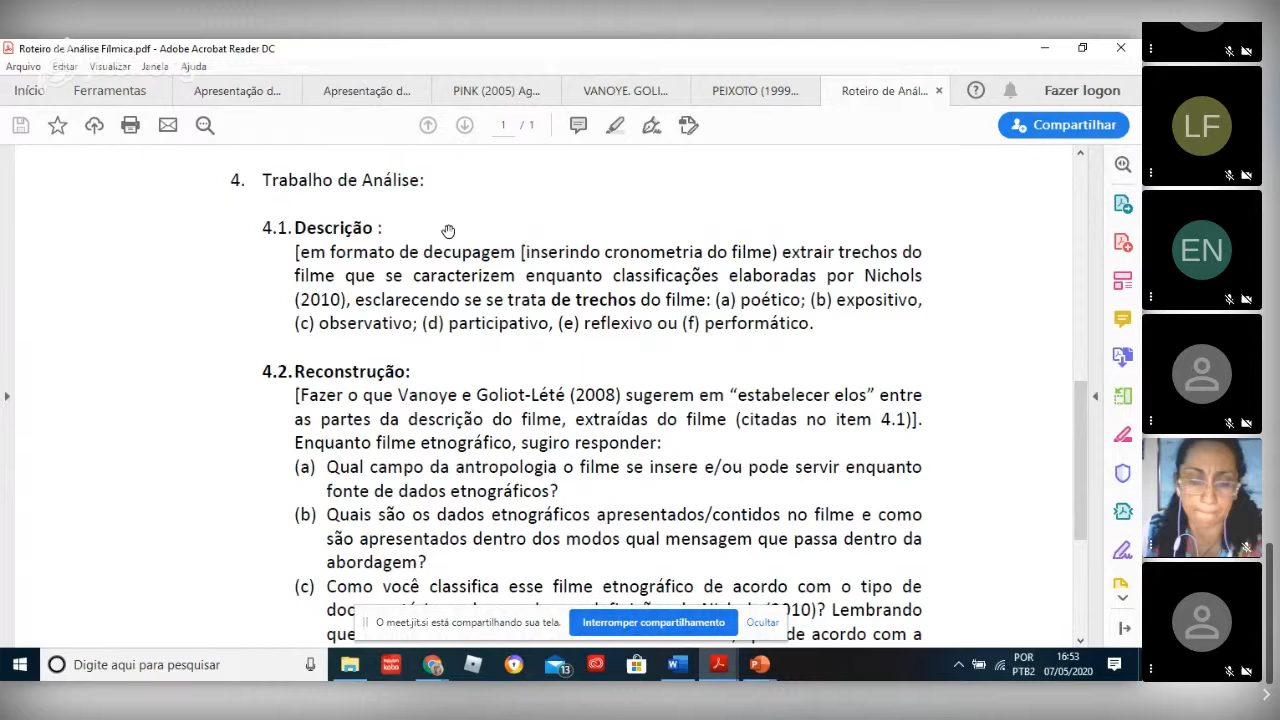 Roteiro de Análise Fílmica.pdf - Adobe Acrobat Reader DC
Arquivo Editar Visualizar Janela Ajuda
Início Ferramentas Apresentação d... Apresentação d... PINK (2005) Ag... VANOYE. GOLI... PEIXOTO (1999... Roteiro de Anál... × Fazer logon
1 / 1 Compartilhar
4. Trabalho de Análise:
4.1. Descrição :
[em formato de decupagem [inserindo cronometria do filme) extrair trechos do
filme que se caracterizem enquanto classificações elaboradas por Nichols
(2010), esclarecendo se se trata de trechos do filme: (a) poético; (b) expositivo,
(c) observativo; (d) participativo, (e) reflexivo ou (f) performático.
4.2. Reconstrução:
[Fazer o que Vanoye e Goliot-Lété (2008) sugerem em “estabelecer elos” entre
as partes da descrição do filme, extraídas do filme (citadas no item 4.1)].
Enquanto filme etnográfico, sugiro responder:
(a) Qual campo da antropologia o filme se insere e/ou pode servir enquanto
fonte de dados etnográficos?
(b) Quais são os dados etnográficos apresentados/contidos no filme e como
são apresentados dentro dos modos qual mensagem que passa dentro da
abordagem?
(c) Como você classifica esse filme etnográfico de acordo com o tipo de
(2010)? Lembrando
de acordo com a
O meet.jit.si está compartilhando sua tela. Interromper compartilhamento Ocultar
Digite aqui para pesquisar
13
POR
PTB2
16:53
07/05/2020
LF
EN